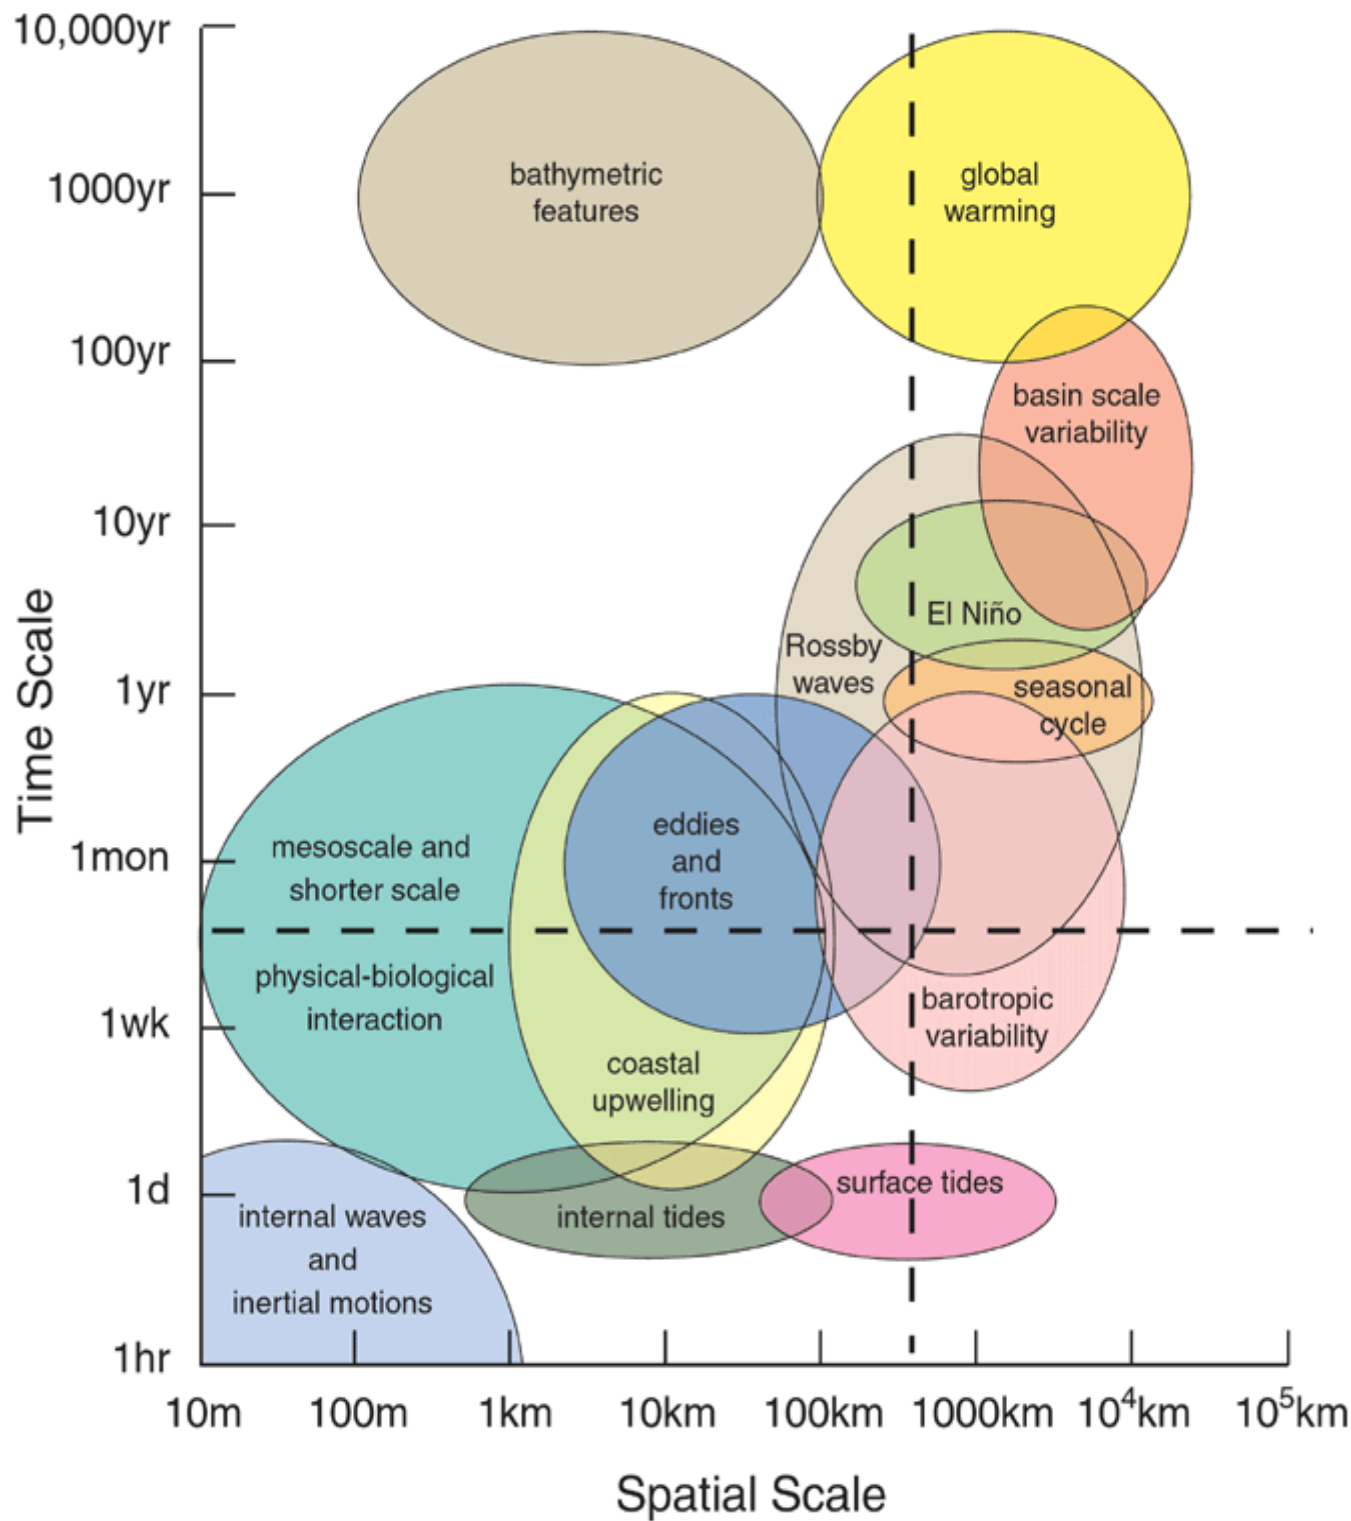 10,000yr
1000yr
100yr
10yr
1yr
1mon
1wk
1d
1hr
Time Scale
bathymetric
features
global
warming
basin scale
variability
El Niño
Rossby
waves
seasonal
cycle
eddies
and
fronts
mesoscale and
shorter scale
physical-biological
interaction
barotropic
variability
coastal
upwelling
surface tides
internal tides
internal waves
and
inertial motions
10m 100m 1km 10km 100km 1000km 10⁴km 10⁵km
Spatial Scale